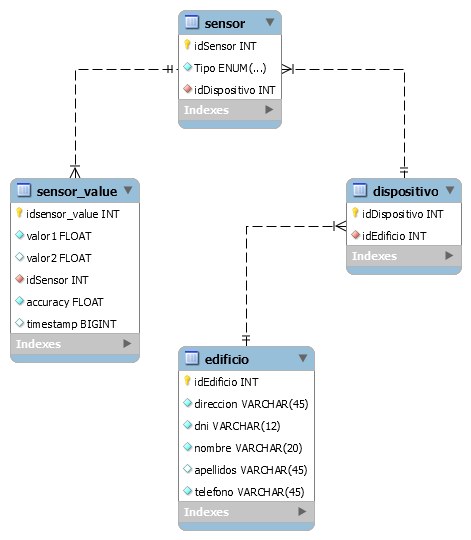 sensor
idSensor INT
Tipo ENUM(...)
idDispositivo INT
Indexes
sensor_value
idsensor_value INT
valor1 FLOAT
valor2 FLOAT
idSensor INT
accuracy FLOAT
timestamp BIGINT
Indexes
dispositivo
idDispositivo INT
idEdificio INT
Indexes
edificio
idEdificio INT
direccion VARCHAR(45)
dni VARCHAR(12)
nombre VARCHAR(20)
apellidos VARCHAR(45)
telefono VARCHAR(45)
Indexes